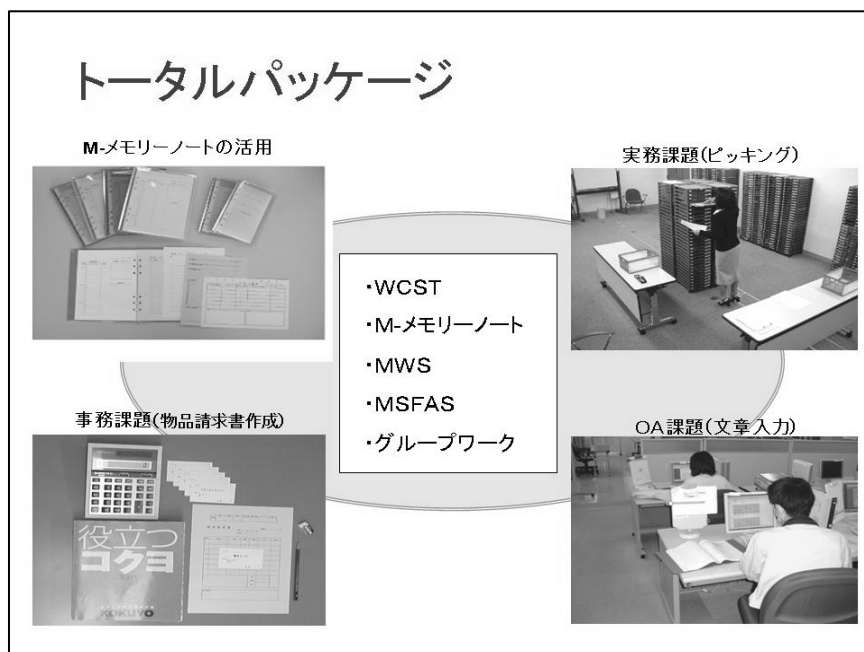 トータルパッケージ
M-メモリーノートの活用
実務課題(ピッキング)
・WCST
・M-メモリーノート
・MWS
・MSFAS
・グループワーク
事務課題(物品請求書作成)
OA課題(文章入力)
役立つ
コクヨ
KOKUYO